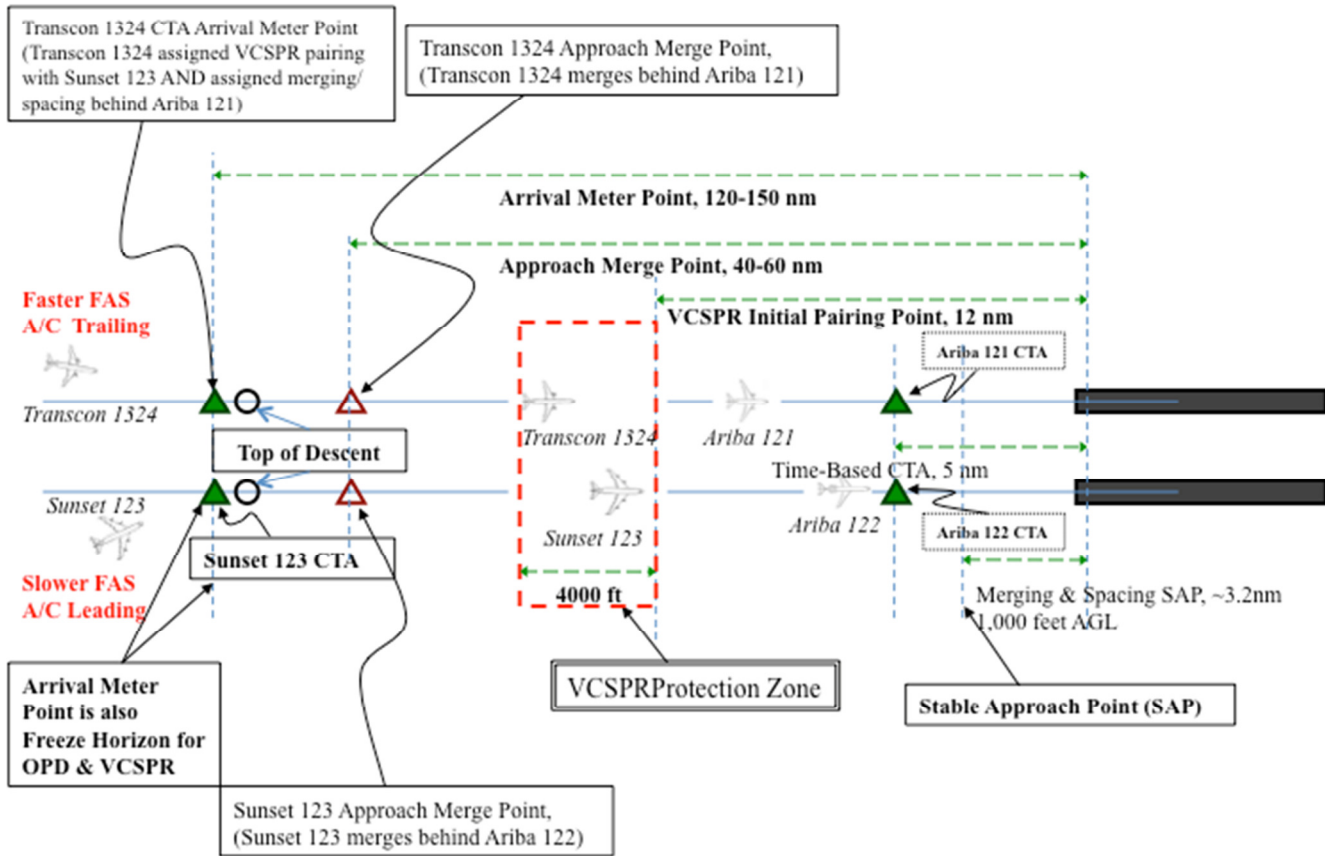 Transcon 1324 CTA Arrival Meter Point
(Transcon 1324 assigned VCSPR pairing
with Sunset 123 AND assigned merging/
spacing behind Ariba 121)
Transcon 1324 Approach Merge Point,
(Transcon 1324 merges behind Ariba 121)
Arrival Meter Point, 120-150 nm
Approach Merge Point, 40-60 nm
Faster FAS
A/C Trailing
VCSPR Initial Pairing Point, 12 nm
Ariba 121 CTA
Transcon 1324
Transcon 1324
Ariba 121
Top of Descent
Time-Based CTA, 5 nm
Sunset 123
Sunset 123
Ariba 122
Ariba 122 CTA
Sunset 123 CTA
Slower FAS
A/C Leading
4000 ft
Merging & Spacing SAP, ~3.2nm
1,000 feet AGL
VCSPRProtection Zone
Stable Approach Point (SAP)
Arrival Meter
Point is also
Freeze Horizon for
OPD & VCSPR
Sunset 123 Approach Merge Point,
(Sunset 123 merges behind Ariba 122)